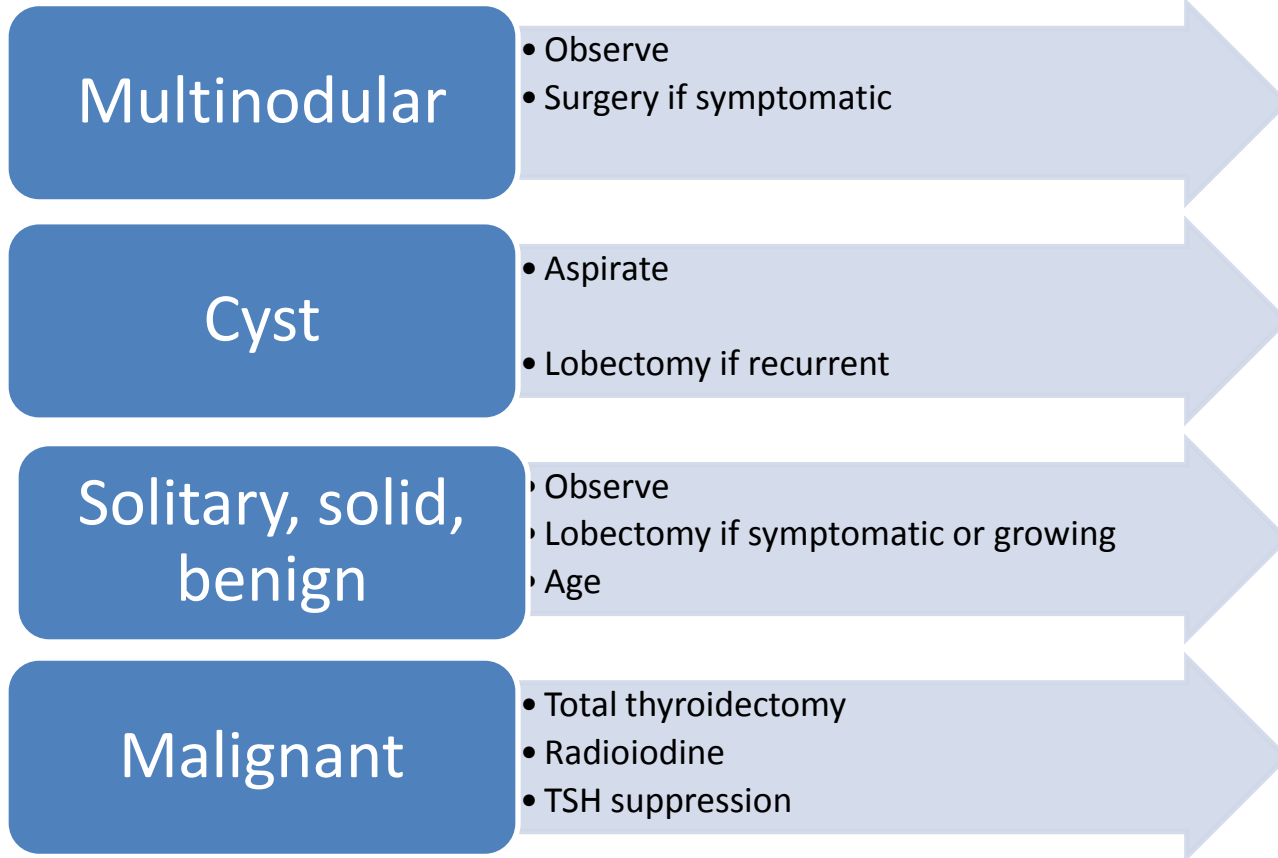 Multinodular
• Observe
• Surgery if symptomatic
Cyst
• Aspirate
• Lobectomy if recurrent
Solitary, solid,
benign
• Observe
• Lobectomy if symptomatic or growing
• Age
Malignant
• Total thyroidectomy
• Radioiodine
• TSH suppression